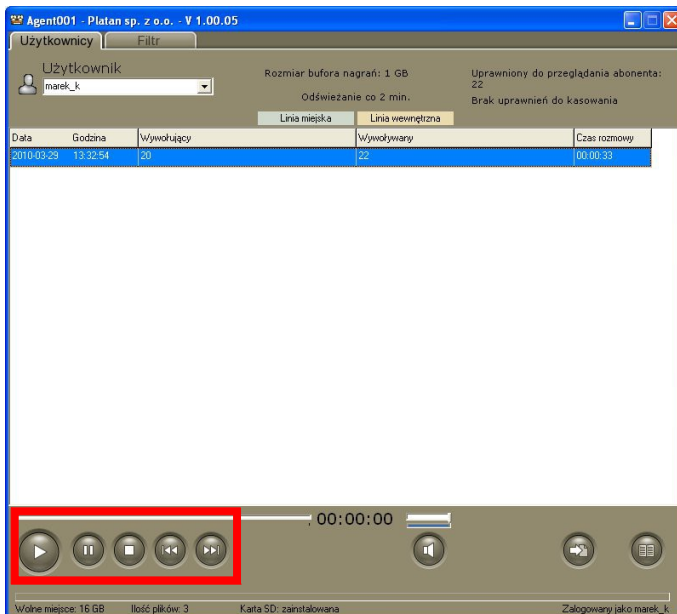 Agent001 - Platan sp. z o.o. - V 1.00.05
Użytkownicy Filtr
Użytkownik
marek_k
Rozmiar bufora nagrań: 1 GB
Odświeżanie co 2 min.
Uprawniony do przeglądania abonenta:
22
Brak uprawnień do kasowania
Linia miejska Linia wewnętrzna
Data Godzina Wywołujący Wywoływany Czas rozmowy
2010-03-29 13:32:54 20 22 00:00:33
00:00:00
Wolne miejsce: 16 GB Ilość plików: 3 Karta SD: zainstalowana Zalogowany jako marek_k